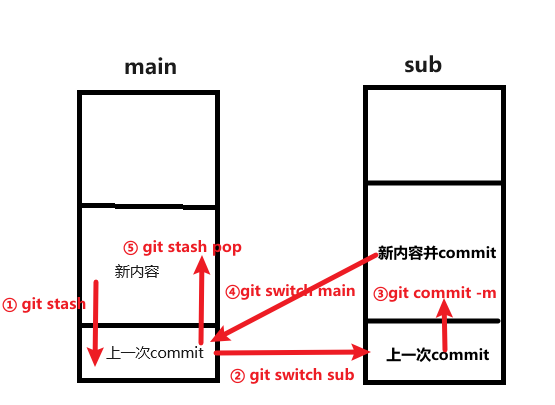 main
sub
⑤ git stash pop
新内容并commit
新内容
① git stash
④git switch main
③git commit -m
上一次commit
上一次commit
② git switch sub